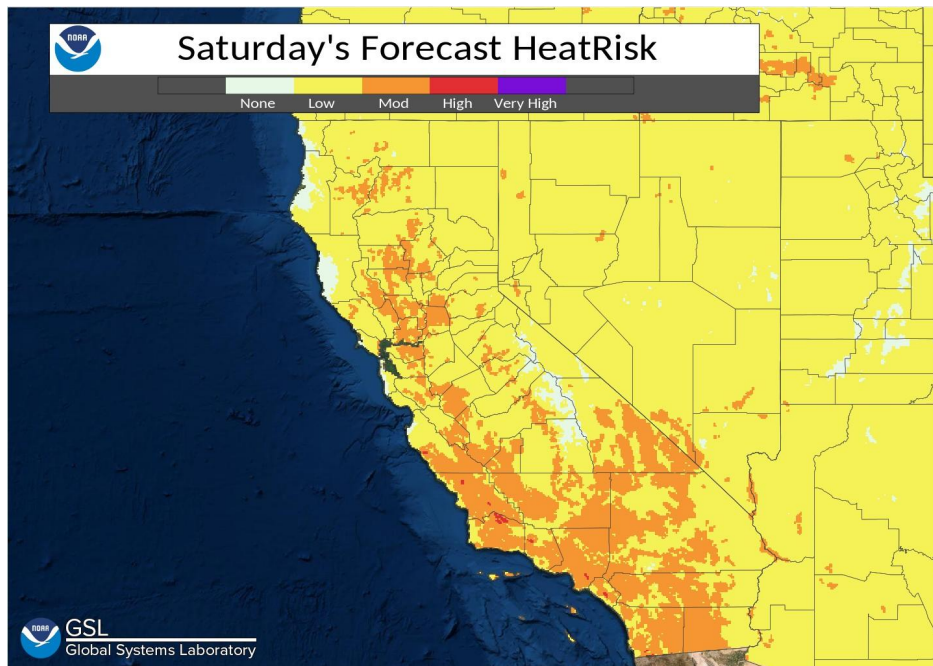 NOAA
Saturday's Forecast HeatRisk
None Low Mod High Very High
NOAA
GSL
Global Systems Laboratory